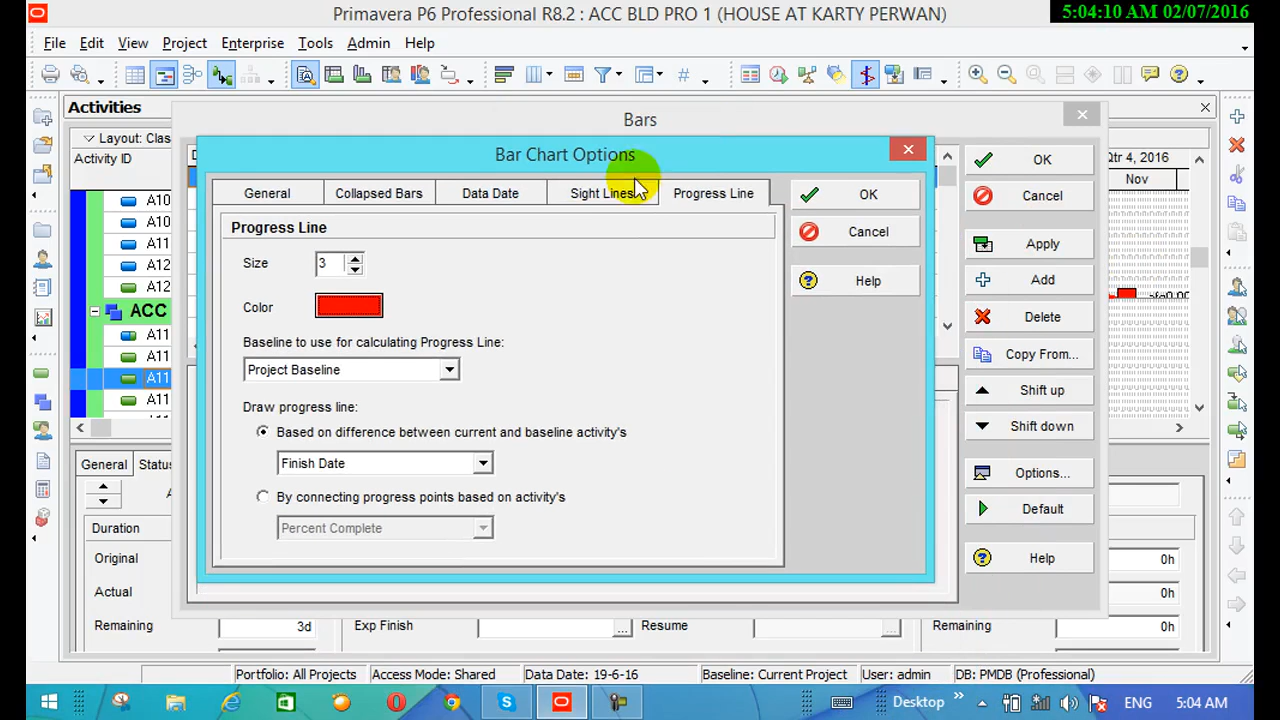 Primavera P6 Professional R8.2 : ACC BLD PRO 1 (HOUSE AT KARTY PERWAN)
5:04:10 AM 02/07/2016
File Edit View Project Enterprise Tools Admin Help
Activities
Bars
Layout: Clas
Activity ID
Qtr 4, 2016
Nov
Bar Chart Options
General Collapsed Bars Data Date Sight Lines Progress Line
Progress Line
Size 3
Color
Baseline to use for calculating Progress Line:
Project Baseline
Draw progress line:
Based on difference between current and baseline activity's
Finish Date
By connecting progress points based on activity's
Percent Complete
OK
Cancel
Help
OK
Cancel
Apply
Add
Delete
Copy From...
Shift up
Shift down
Options...
Default
Help
A10
A10
A11
A12
A12
ACC
A11
A11
A11
A11
General Status
Duration
Original
Actual
Remaining 3d Exp Finish ... Resume ...
0h
0h
0h
Portfolio: All Projects Access Mode: Shared Data Date: 19-6-16 Baseline: Current Project User: admin DB: PMDB (Professional)
Desktop ENG 5:04 AM